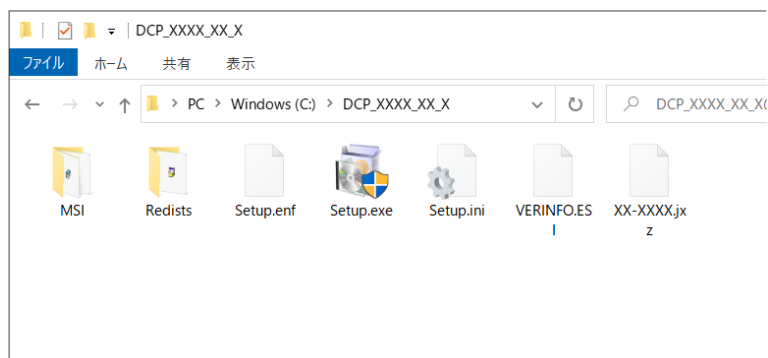 DCP_XXXX_XX_X
ファイル ホーム 共有 表示
PC > Windows (C:) > DCP_XXXX_XX_X DCP_XXXX_XX_X
MSI Redists Setup.enf Setup.exe Setup.ini VERINFO.ES XX-XXXX.jx
I z